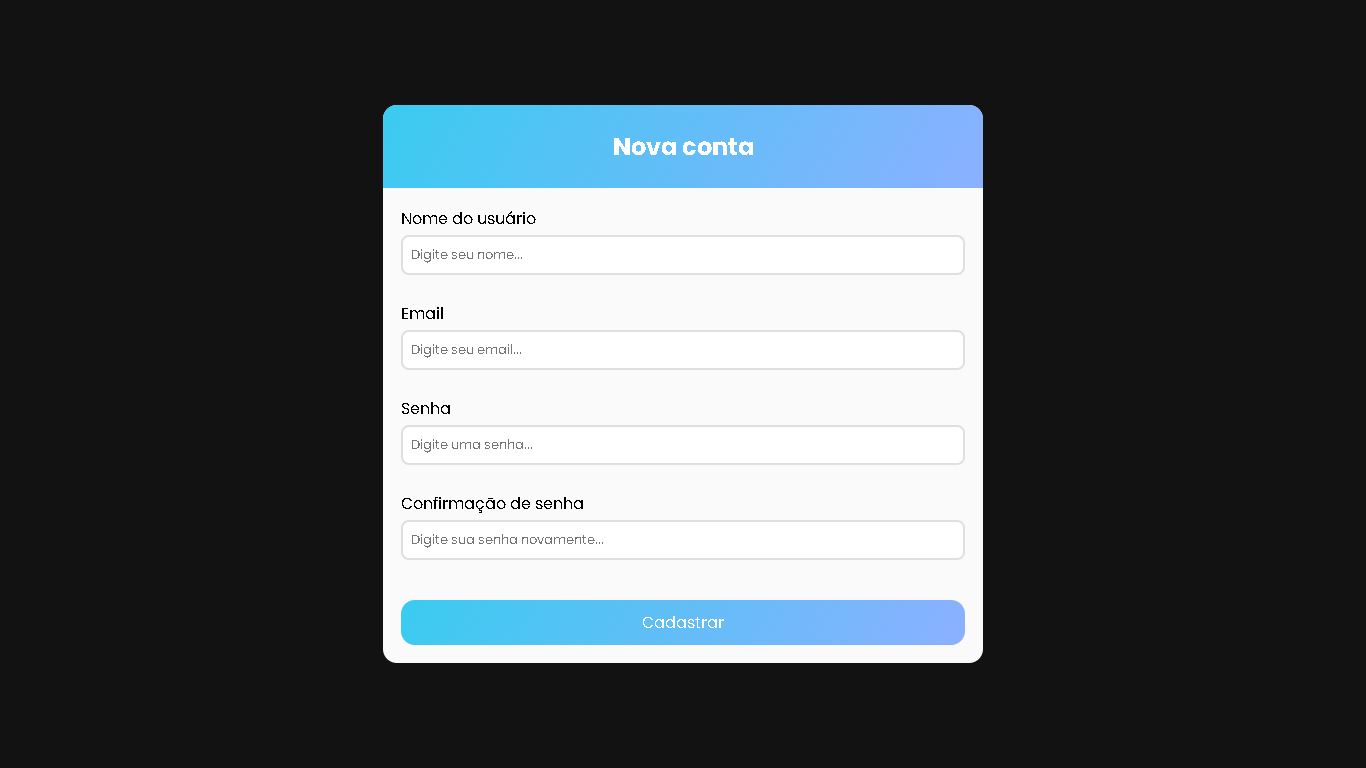 Nova conta
Nome do usuário
Digite seu nome...
Email
Digite seu email...
Senha
Digite uma senha...
Confirmação de senha
Digite sua senha novamente...
Cadastrar